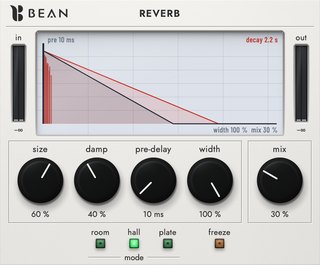 BEAN
REVERB
in
out
pre 10 ms
decay 2.2 s
width 100 % mix 30 %
-∞
-∞
size
damp
pre-delay
width
mix
60 %
40 %
10 ms
100 %
30 %
room
hall
plate
freeze
mode